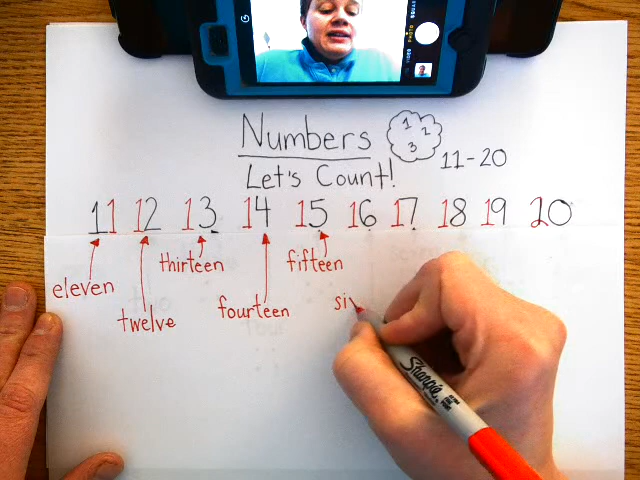 Numbers 1 2 3
11-20
Let's Count!
11 12 13 14 15 16 17 18 19 20
eleven
twelve
thirteen
fourteen
fifteen
si
Sharpie